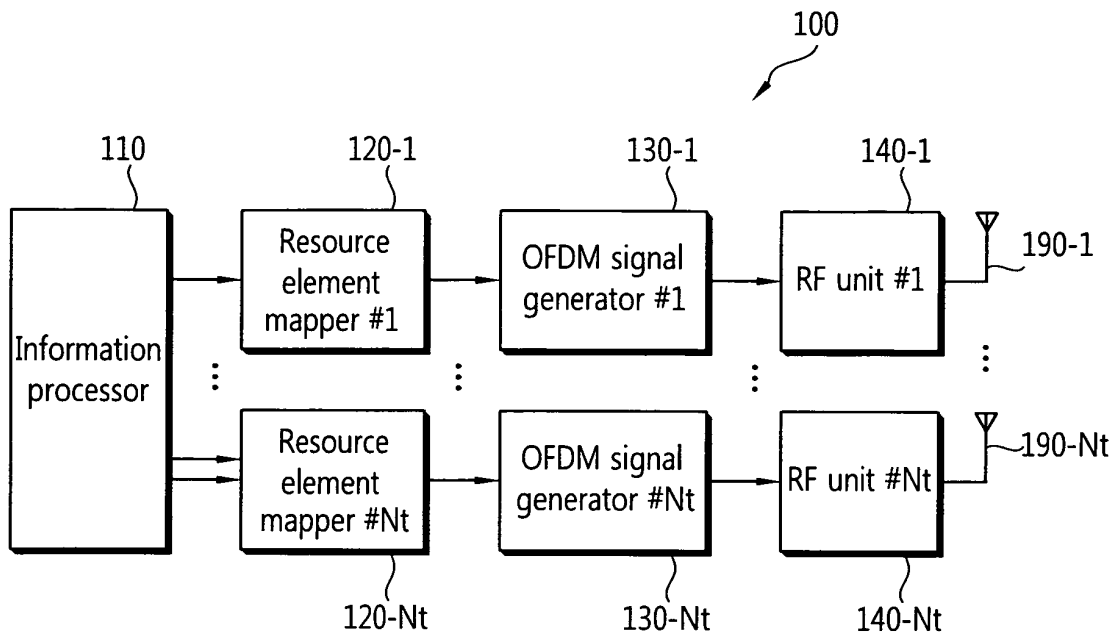 100
110
120-1
130-1
140-1
Resource
element
mapper #1
OFDM signal
generator #1
RF unit #1
190-1
Information
processor
Resource
element
mapper #Nt
OFDM signal
generator #Nt
RF unit #Nt
190-Nt
120-Nt
130-Nt
140-Nt